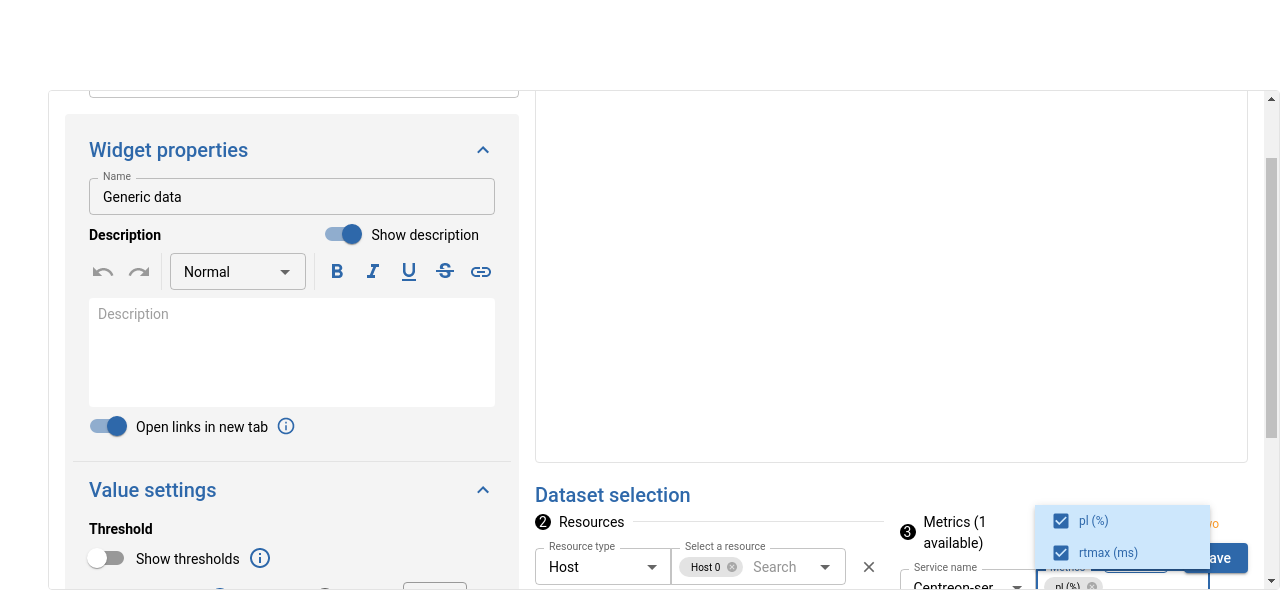 Widget properties
Name
Generic data
Description
Show description
Normal
Description
Open links in new tab
Value settings
Threshold
Show thresholds
Dataset selection
2 Resources
Resource type
Host
Select a resource
Host 0
Search
3 Metrics (1 available)
Service name
Centreon-ser
pl (%)
rtmax (ms)
pl (%)